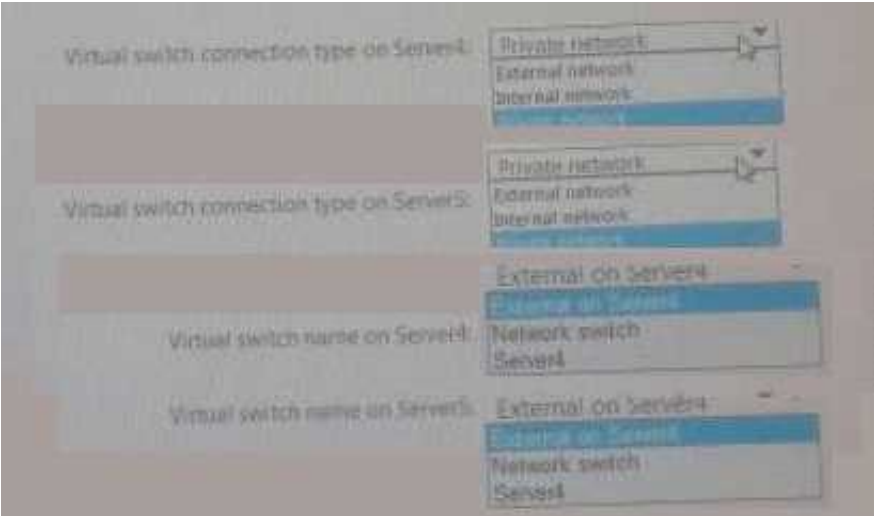 Virtual switch connection type on Server4:
Private network
External network
Internal network
Private network
Virtual switch connection type on Server5:
Private network
External network
Internal network
Private network
External on Server4
External on Server4
Virtual switch name on Server4:
Network switch
Server4
Virtual switch name on Server5:
External on Server4
External on Server4
Network switch
Server4